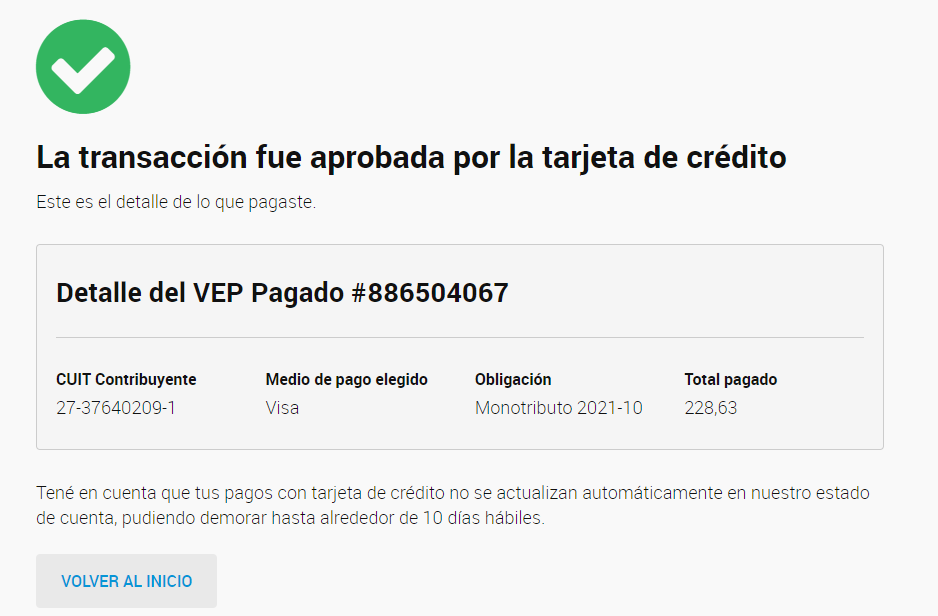 La transacción fue aprobada por la tarjeta de crédito
Este es el detalle de lo que pagaste.
Detalle del VEP Pagado #886504067
CUIT Contribuyente
27-37640209-1
Medio de pago elegido
Visa
Obligación
Monotributo 2021-10
Total pagado
228,63
Tené en cuenta que tus pagos con tarjeta de crédito no se actualizan automáticamente en nuestro estado
de cuenta, pudiendo demorar hasta alrededor de 10 días hábiles.
VOLVER AL INICIO